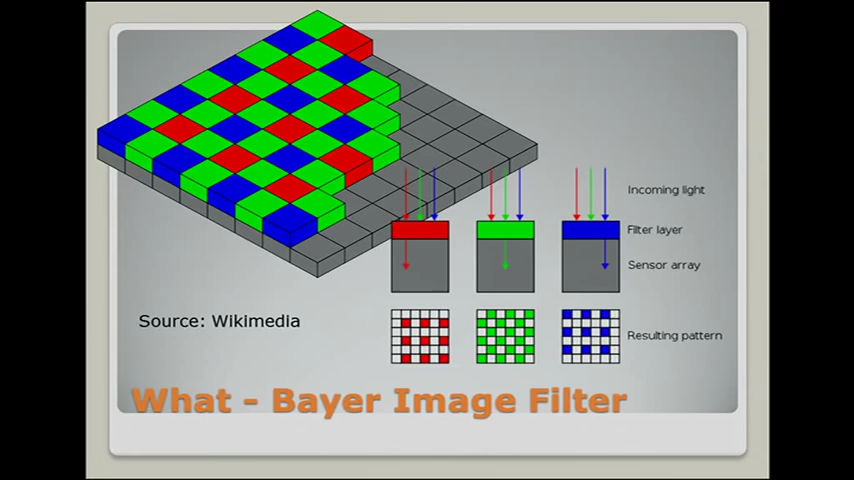 Incoming light
Filter layer
Sensor array
Source: Wikimedia
Resulting pattern
What - Bayer Image Filter